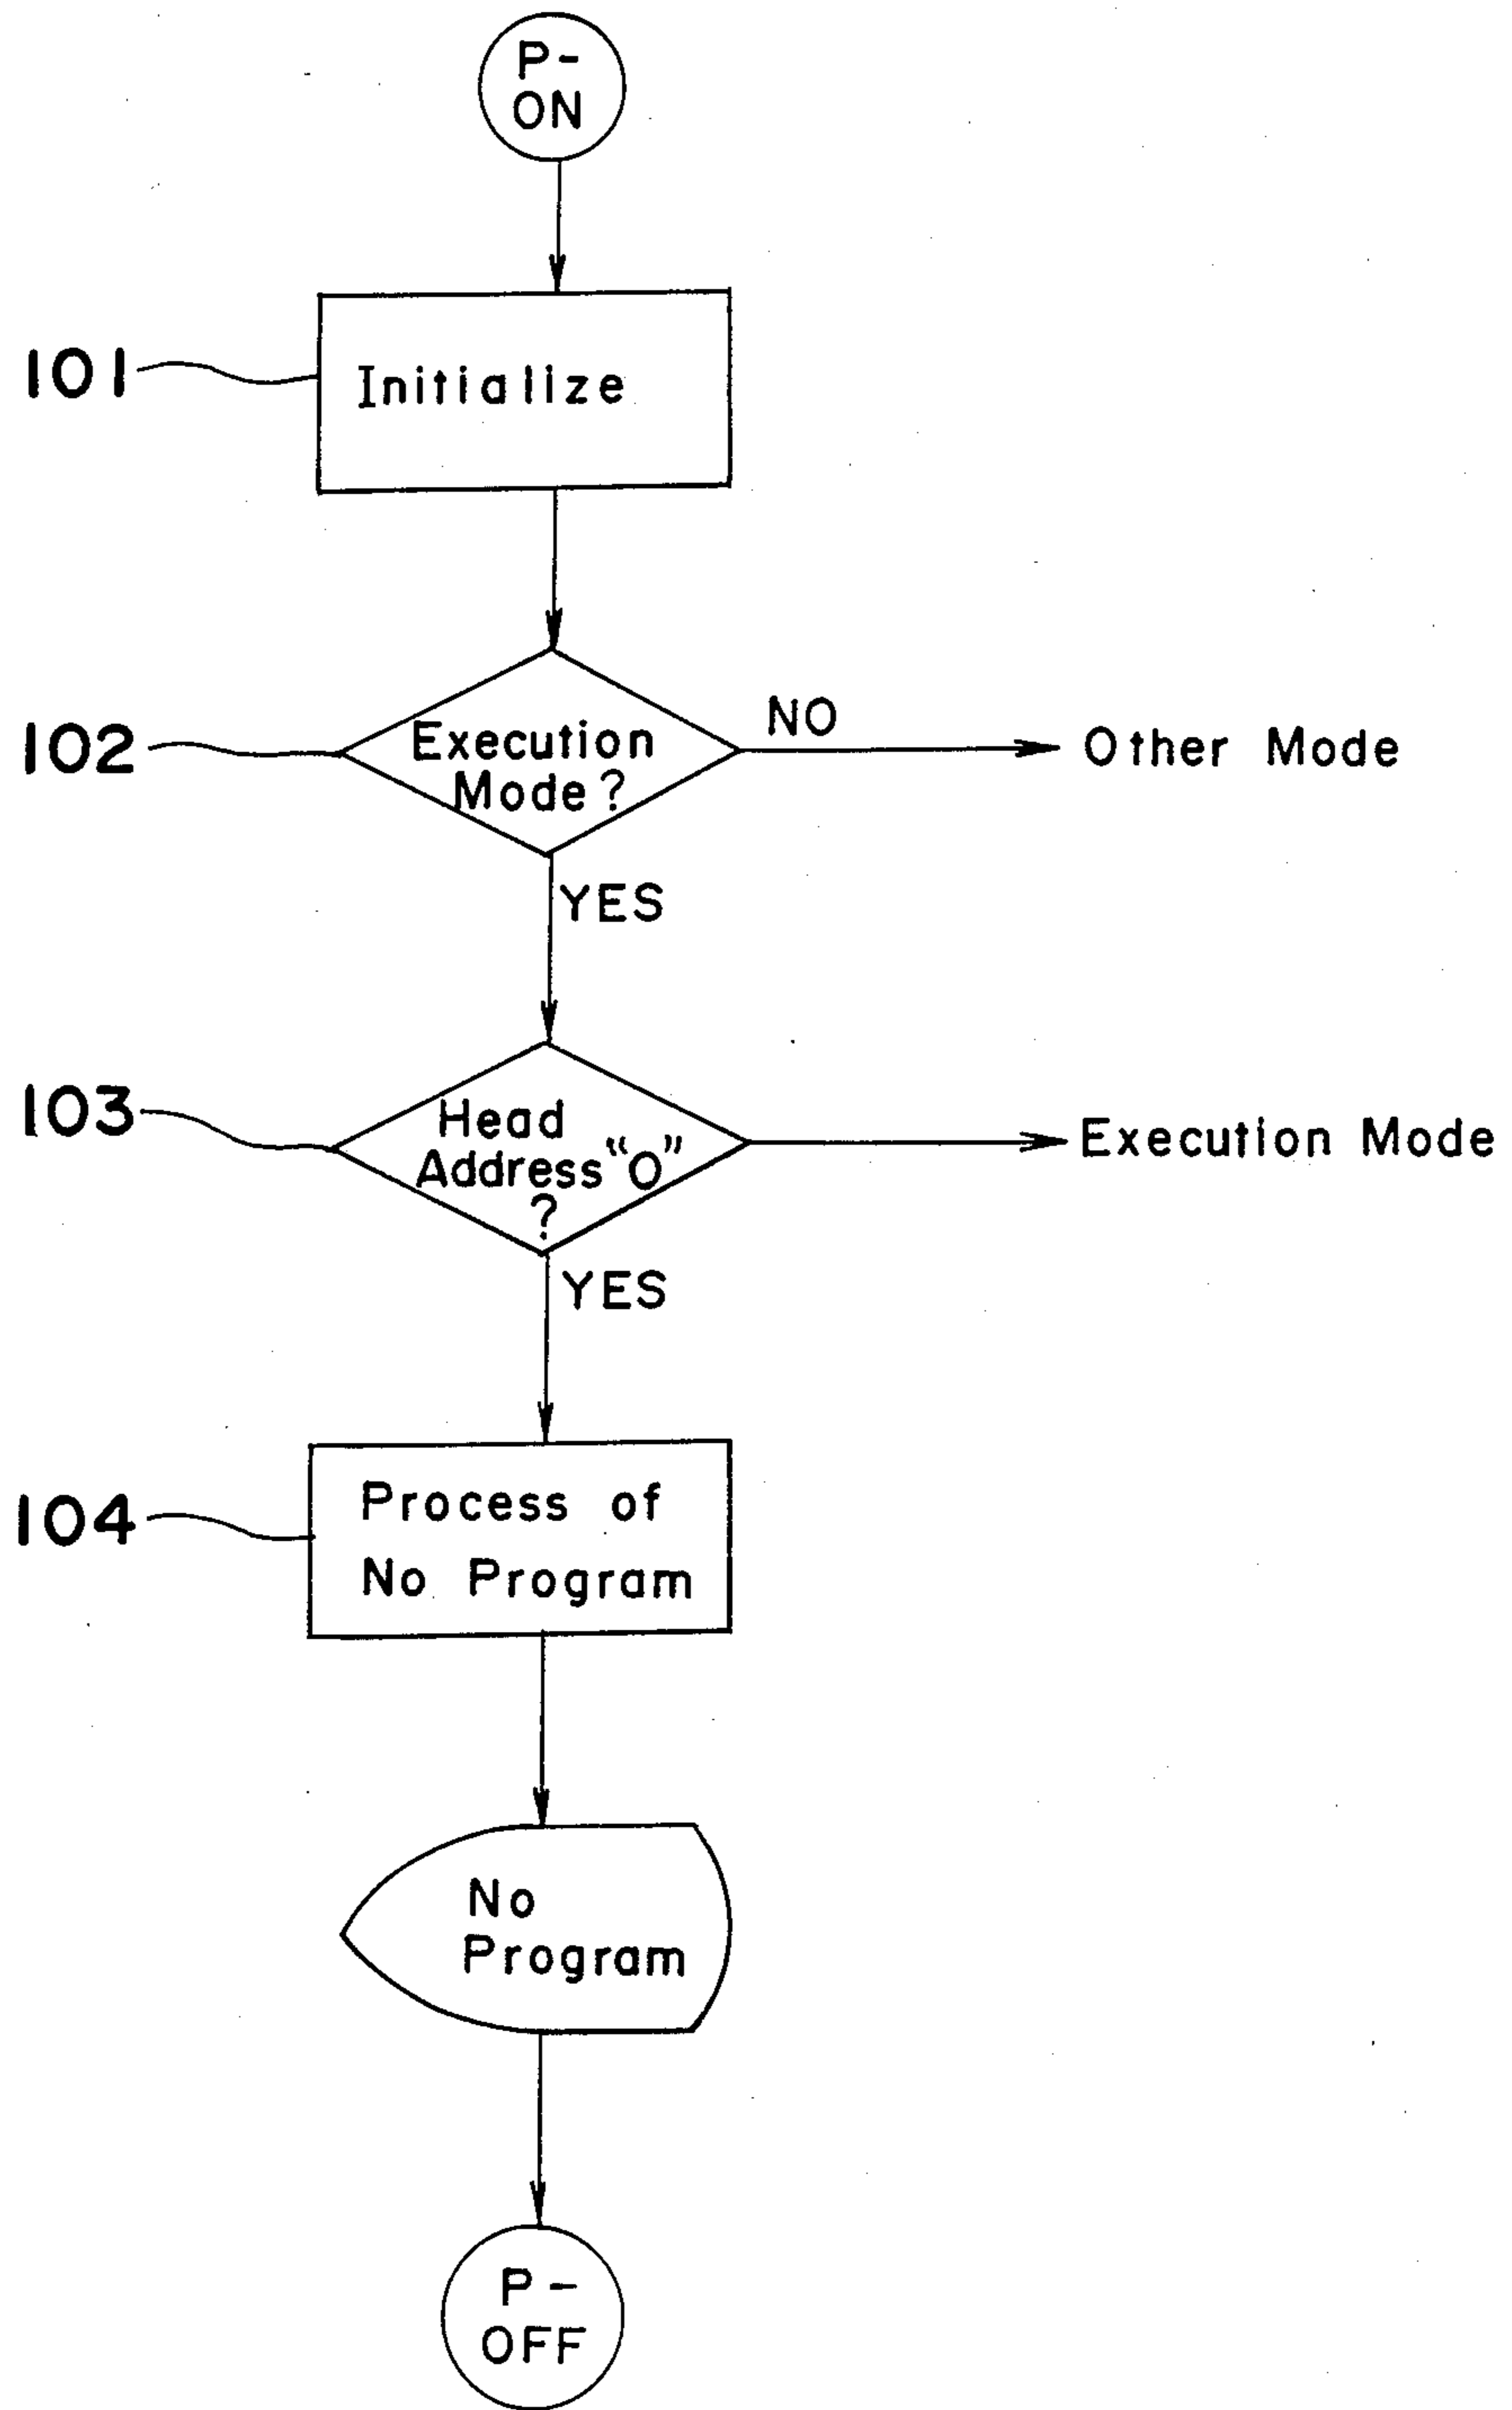 P-
ON
101
Initialize
102
Execution
Mode?
NO
Other Mode
YES
103
Head
Address "0"
?
Execution Mode
YES
104
Process of
No Program
No
Program
P-
OFF